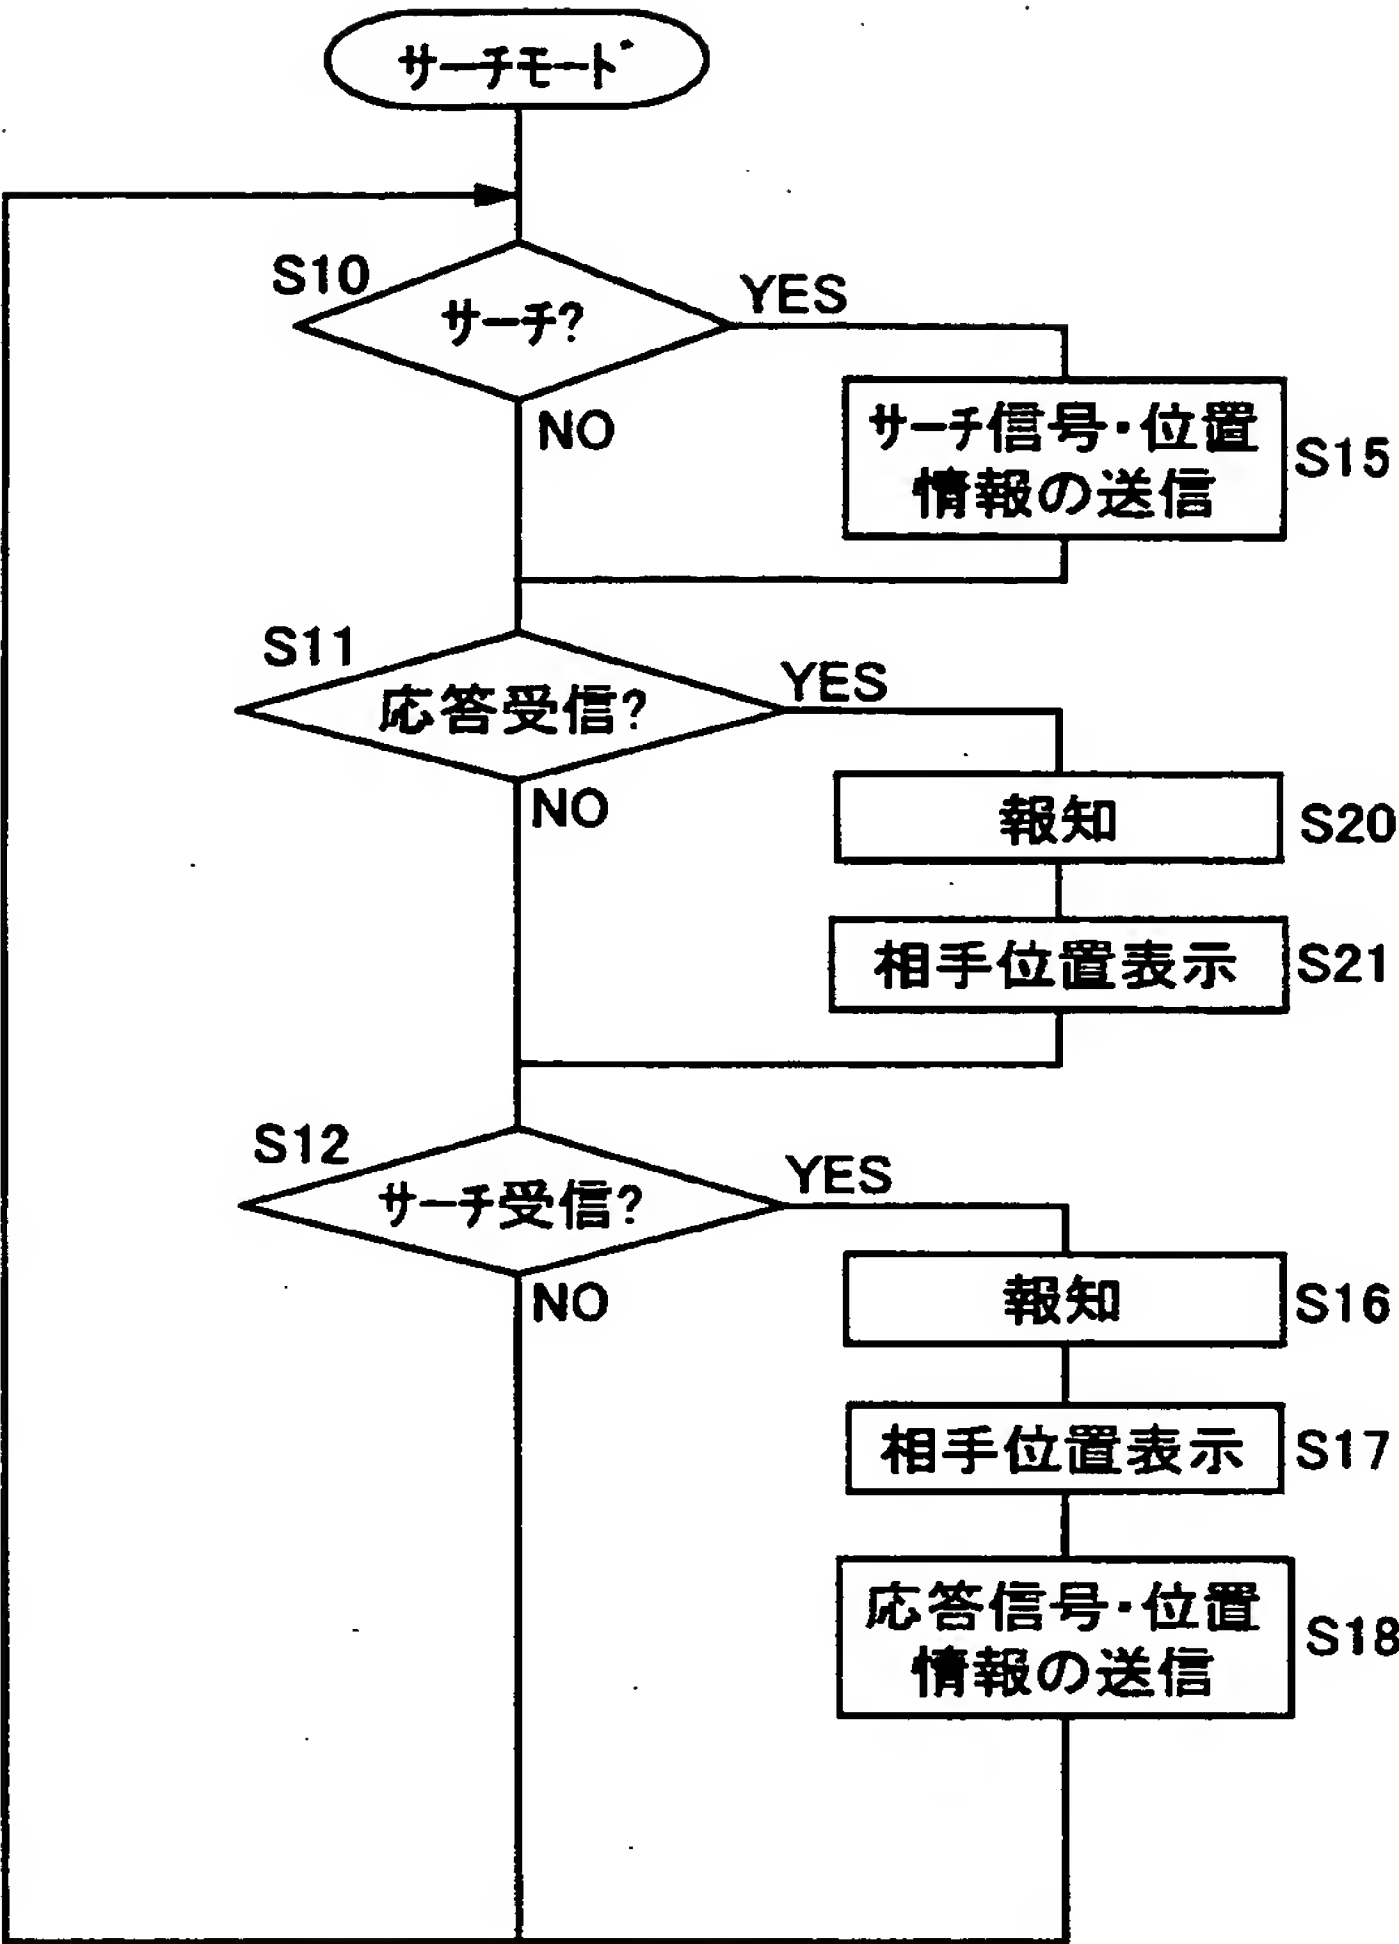 サーチモード
S10
サーチ?
YES
NO
サーチ信号・位置
情報の送信
S15
S11
応答受信?
YES
NO
報知
S20
相手位置表示
S21
S12
サーチ受信?
YES
NO
報知
S16
相手位置表示
S17
応答信号・位置
情報の送信
S18